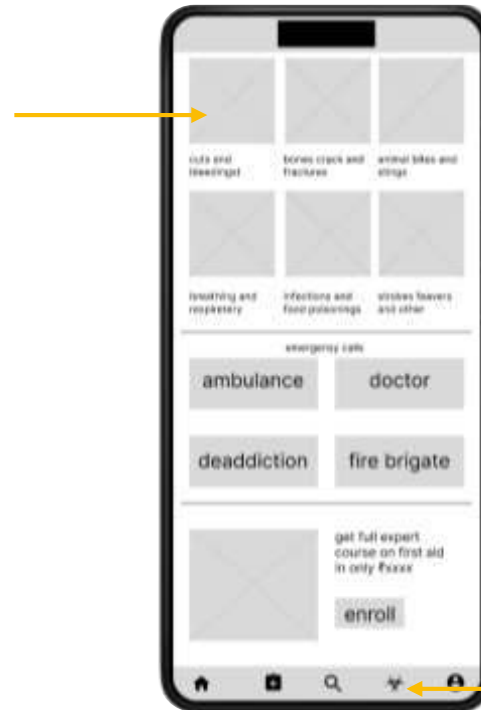 cuts and
bones crack and
animal bites and
bleedingst
fractures
stings
breathing and
infections and
strokes feavers
respiretery
food poisonings
and other
emergency calls
ambulance
doctor
deaddiction
fire brigate
get full expert
course on first aid
in only ₹xxxx
enroll